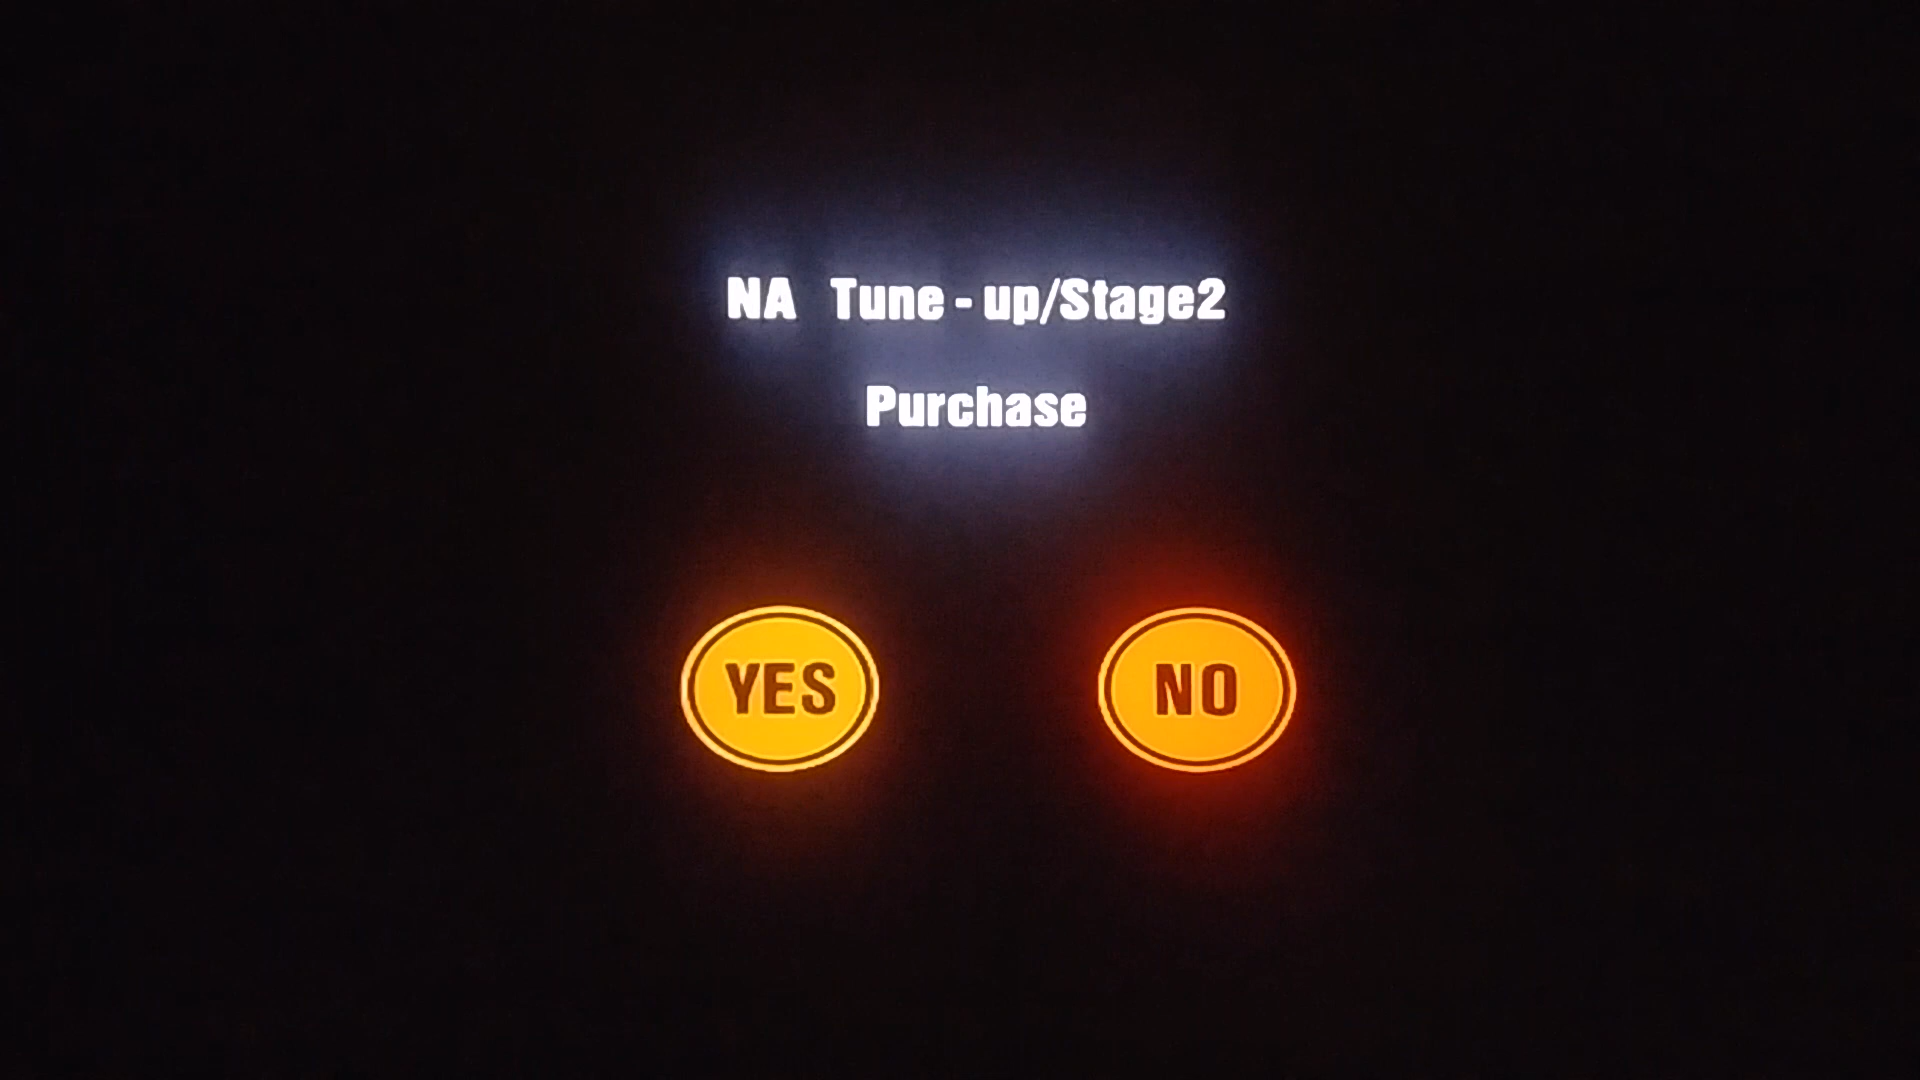 NA Tune - up/Stage2
Purchase
YES NO